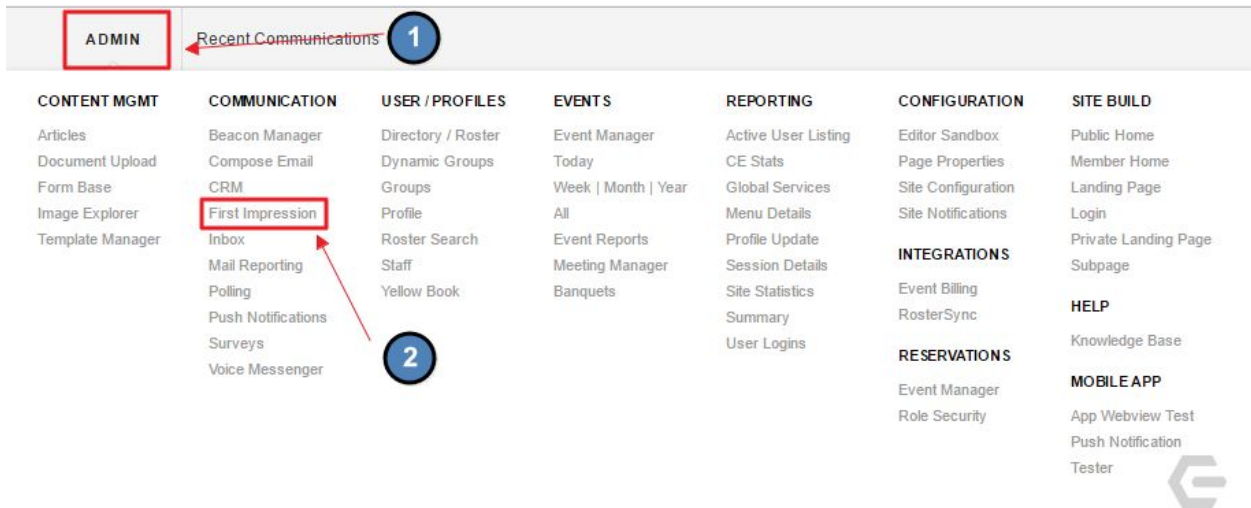 ADMIN
Recent Communications
1
CONTENT MGMT
Articles
Document Upload
Form Base
Image Explorer
Template Manager
COMMUNICATION
Beacon Manager
Compose Email
CRM
First Impression
Inbox
Mail Reporting
Polling
Push Notifications
Surveys
Voice Messenger
2
USER / PROFILES
Directory / Roster
Dynamic Groups
Groups
Profile
Roster Search
Staff
Yellow Book
EVENTS
Event Manager
Today
Week | Month | Year
All
Event Reports
Meeting Manager
Banquets
REPORTING
Active User Listing
CE Stats
Global Services
Menu Details
Profile Update
Session Details
Site Statistics
Summary
User Logins
CONFIGURATION
Editor Sandbox
Page Properties
Site Configuration
Site Notifications
INTEGRATIONS
Event Billing
RosterSync
RESERVATIONS
Event Manager
Role Security
SITE BUILD
Public Home
Member Home
Landing Page
Login
Private Landing Page
Subpage
HELP
Knowledge Base
MOBILE APP
App Webview Test
Push Notification
Tester